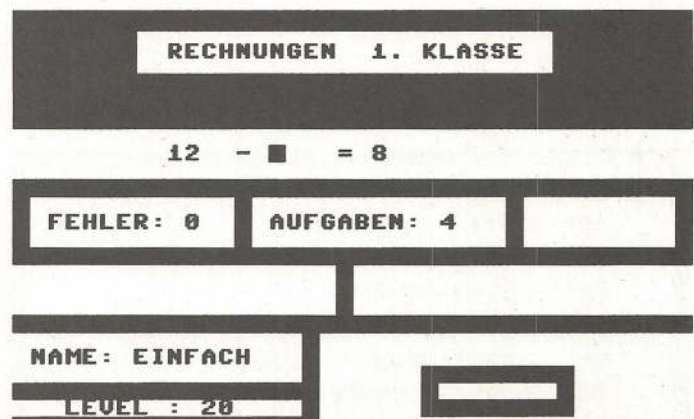 RECHNUNGEN 1. KLASSE
12 - ■ = 8
FEHLER: 0 AUFGABEN: 4
NAME: EINFACH
LEVEL : 20